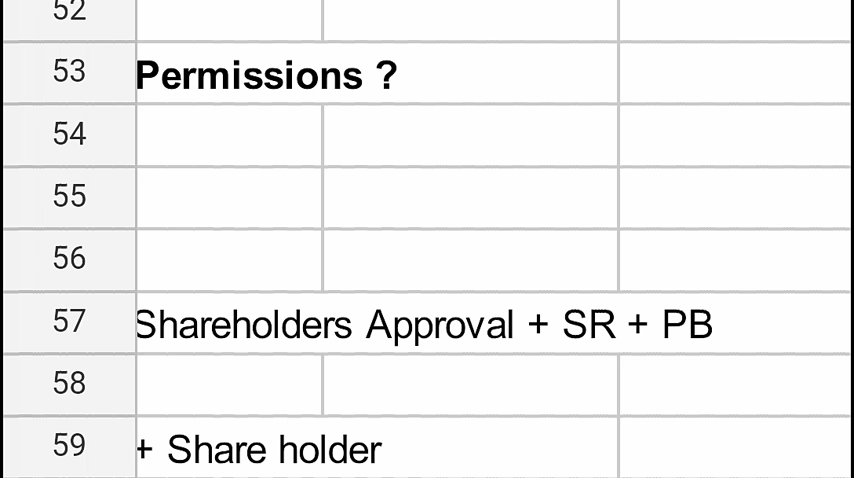 52
53 Permissions ?
54
55
56
57 Shareholders Approval + SR + PB
58
59 + Share holder